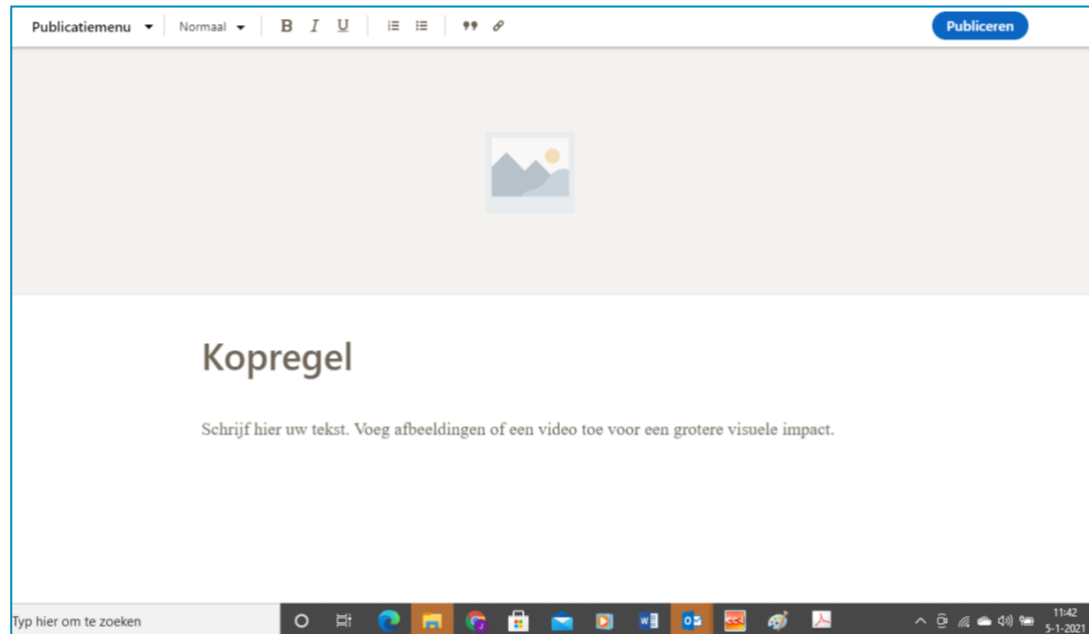 Publicatiemenu Normaal B I U Publiceren
Kopregel
Schrijf hier uw tekst. Voeg afbeeldingen of een video toe voor een grotere visuele impact.
Typ hier om te zoeken
11:42
5-1-2021